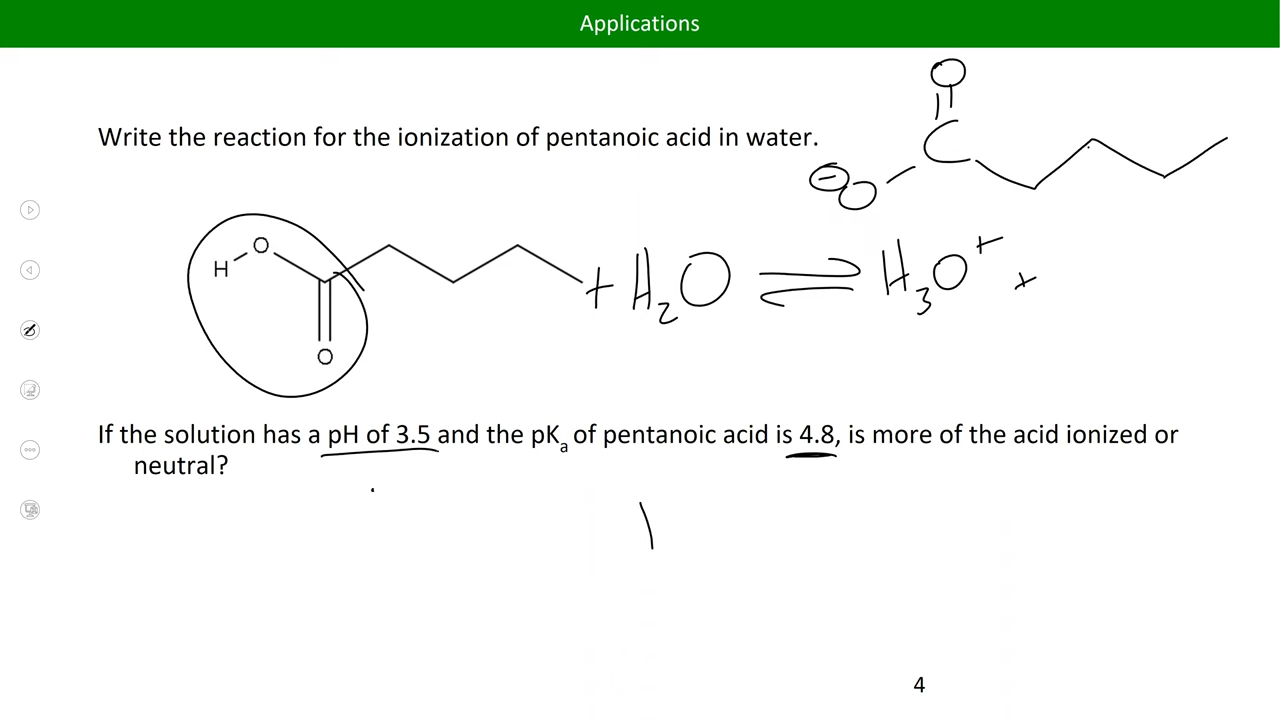 Applications
Write the reaction for the ionization of pentanoic acid in water.
O
C
⊖O
H O
O
+ H₂O ⇌ H₃O⁺ +
If the solution has a pH of 3.5 and the pKₐ of pentanoic acid is 4.8, is more of the acid ionized or
neutral?
4